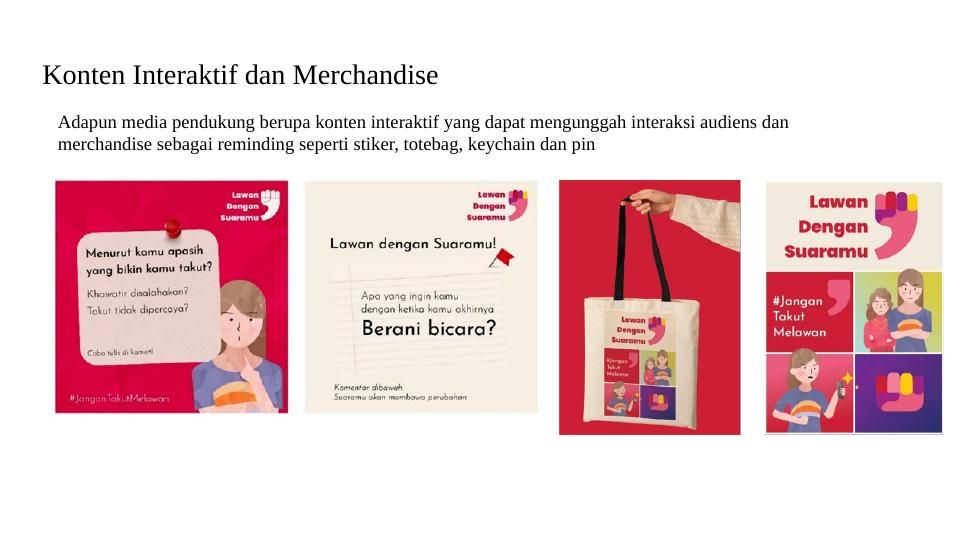 Konten Interaktif dan Merchandise
Adapun media pendukung berupa konten interaktif yang dapat mengunggah interaksi audiens dan
merchandise sebagai reminding seperti stiker, totebag, keychain dan pin
Lawan
Dengan
Suaramu
Menurut kamu apasih
yang bikin kamu takut?
Khawatir disalahakan?
Takut tidak dipercaya?
Coba tulis di komen!
#JanganTakutMelawan
Lawan
Dengan
Suaramu
Lawan dengan Suaramu!
Apa yang ingin kamu
dengan ketika kamu akhirnya
Berani bicara?
Komentar dibawah
Suaramu akan membawa perubahan
Lawan
Dengan
Suaramu
#Jangan
Takut
Melawan
Lawan
Dengan
Suaramu
#Jangan
Takut
Melawan